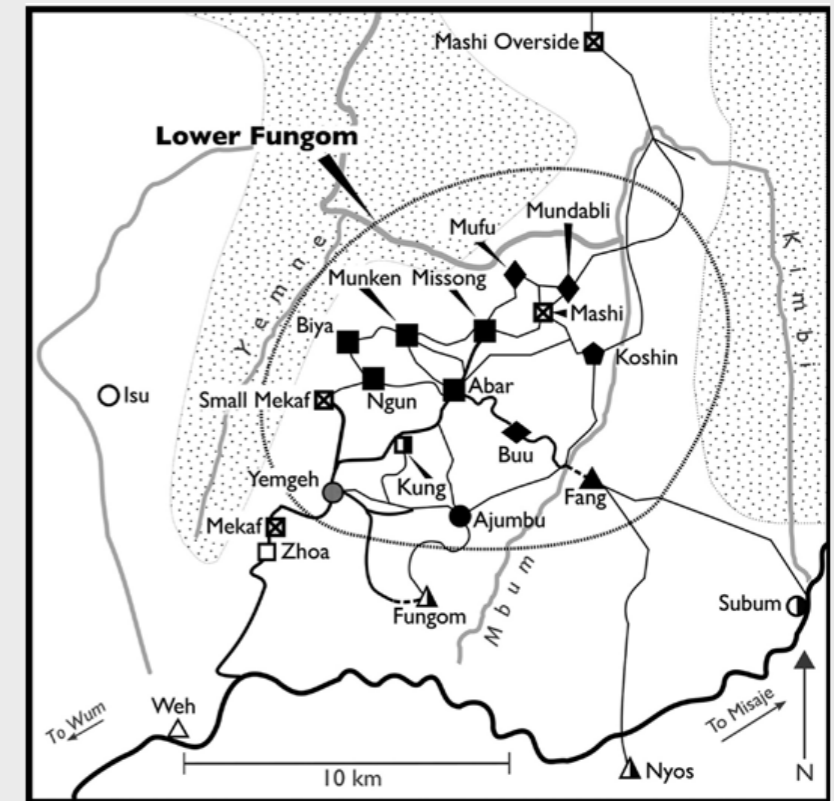 Mashi Overside
Lower Fungom
Mundabli
Mufu
Munken
Missong
Mashi
Biya
Koshin
Yemne
Kimbi
Isu
Small Mekaf
Ngun
Abar
Buu
Yemgeh
Kung
Fang
Mekaf
Ajumbu
Zhoa
Mbum
Fungom
Subum
Weh
To Wum
To Misaje
10 km
Nyos
N